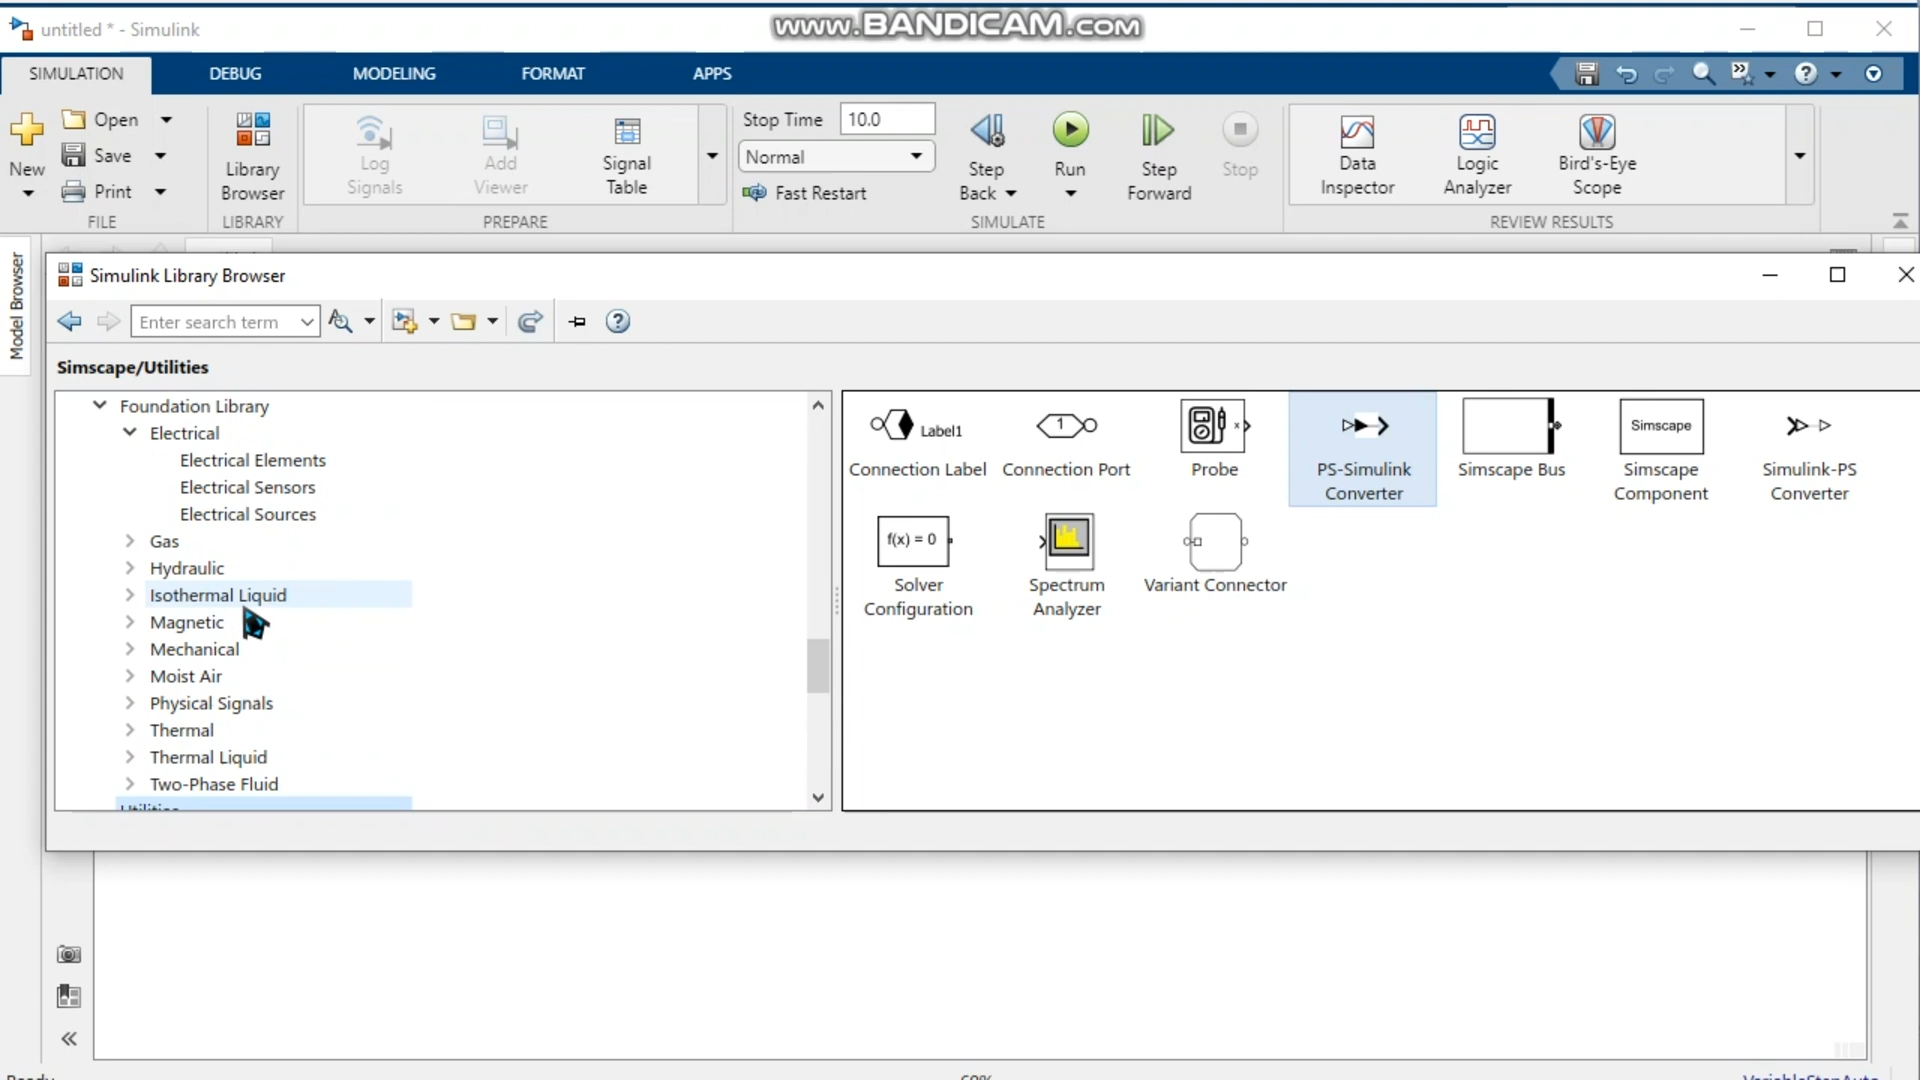 untitled * - Simulink
www.BANDICAM.com
SIMULATION
DEBUG
MODELING
FORMAT
APPS
New
Open
Save
Print
FILE
Library
Browser
LIBRARY
Log
Signals
Add
Viewer
Signal
Table
PREPARE
Stop Time
10.0
Normal
Fast Restart
Step
Back
Run
Step
Forward
Stop
SIMULATE
Data
Inspector
Logic
Analyzer
Bird's-Eye
Scope
REVIEW RESULTS
Model Browser
Simulink Library Browser
Enter search term
Simscape/Utilities
Foundation Library
Electrical
Electrical Elements
Electrical Sensors
Electrical Sources
Gas
Hydraulic
Isothermal Liquid
Magnetic
Mechanical
Moist Air
Physical Signals
Thermal
Thermal Liquid
Two-Phase Fluid
Utilities
Label1
Connection Label
1
Connection Port
x
Probe
PS-Simulink
Converter
Simscape Bus
Simscape
Simscape
Component
Simulink-PS
Converter
f(x) = 0
Solver
Configuration
Spectrum
Analyzer
Variant Connector
Ready
60%
VariableStepAuto